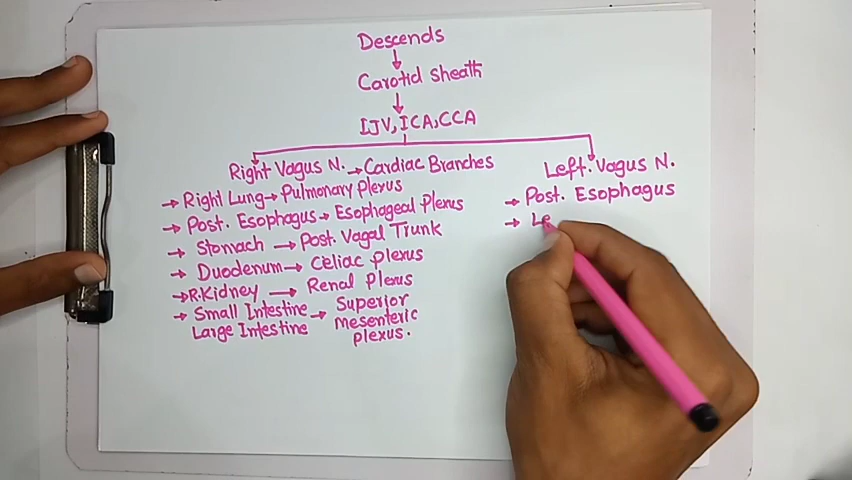 Descends
Carotid Sheath
IJV, ICA, CCA
Right Vagus N. → Cardiac Branches
→ Right Lung → Pulmonary Plexus
→ Post. Esophagus → Esophageal Plexus
→ Stomach → Post. Vagal Trunk
→ Duodenum → Celiac plexus
→ R. Kidney → Renal Plexus
→ Small Intestine → Superior
Large Intestine mesenteric
plexus.
Left. Vagus N.
→ Post. Esophagus
→ Le